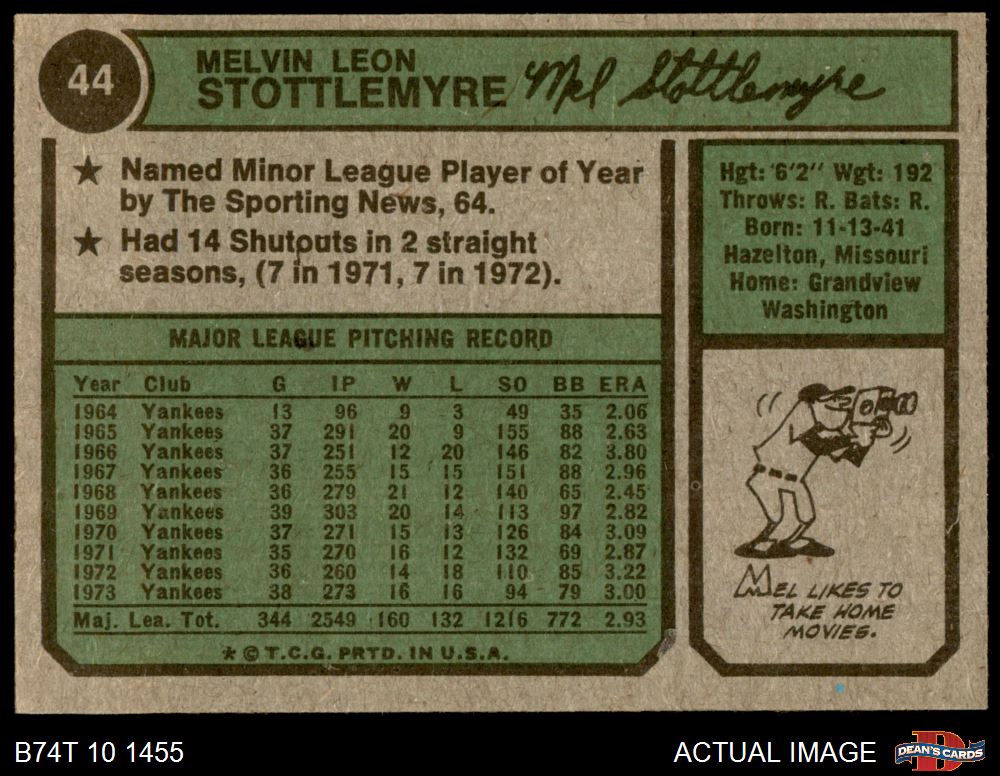 44
MELVIN LEON
STOTTLEMYRE Mel Stottlemyre
★ Named Minor League Player of Year
by The Sporting News, 64.
★ Had 14 Shutouts in 2 straight
seasons, (7 in 1971, 7 in 1972).
Hgt: 6'2'' Wgt: 192
Throws: R. Bats: R.
Born: 11-13-41
Hazelton, Missouri
Home: Grandview
Washington
MAJOR LEAGUE PITCHING RECORD
Year Club G IP W L SO BB ERA
1964 Yankees 13 96 9 3 49 35 2.06
1965 Yankees 37 291 20 9 155 88 2.63
1966 Yankees 37 251 12 20 146 82 3.80
1967 Yankees 36 255 15 15 151 88 2.96
1968 Yankees 36 279 21 12 140 65 2.45
1969 Yankees 39 303 20 14 113 97 2.82
1970 Yankees 37 271 15 13 126 84 3.09
1971 Yankees 35 270 16 12 132 69 2.87
1972 Yankees 36 260 14 18 110 85 3.22
1973 Yankees 38 273 16 16 94 79 3.00
Maj. Lea. Tot. 344 2549 160 132 1216 772 2.93
★ © T.C.G. PRTD. IN U.S.A.
MEL LIKES TO
TAKE HOME
MOVIES.
B74T 10 1455
ACTUAL IMAGE
DEAN'S CARDS